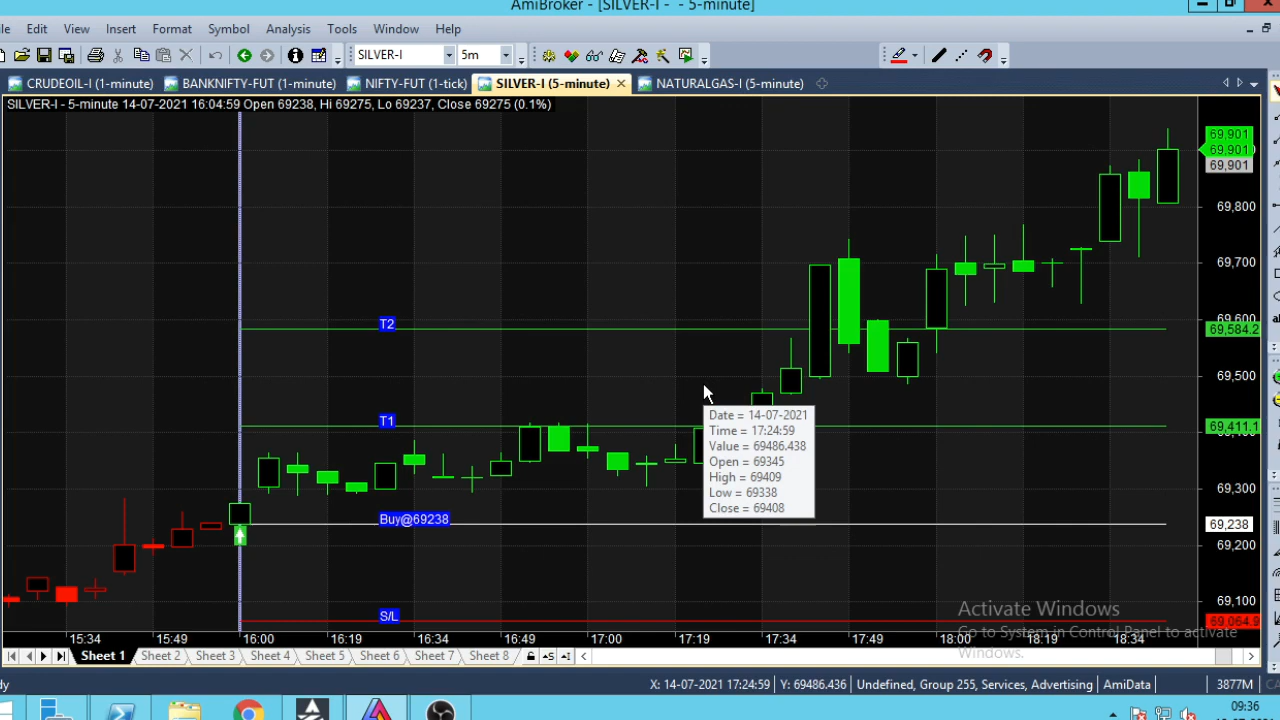 AmiBroker - [SILVER-I - - 5-minute]
Edit View Insert Format Symbol Analysis Tools Window Help
SILVER-I 5m
CRUDEOIL-I (1-minute) BANKNIFTY-FUT (1-minute) NIFTY-FUT (1-tick) SILVER-I (5-minute) NATURALGAS-I (5-minute)
SILVER-I - 5-minute 14-07-2021 16:04:59 Open 69238, Hi 69275, Lo 69237, Close 69275 (0.1%)
69,901
69,901
69,901
69,800
69,700
69,600
T2
69,584.2
69,500
T1
69,411.1
69,400
Date = 14-07-2021
Time = 17:24:59
Value = 69486.438
Open = 69345
High = 69409
Low = 69338
Close = 69408
69,300
Buy@69238
69,238
69,200
69,100
S/L
69,064.9
Activate Windows
Go to System in Control Panel to activate
Windows.
15:34 15:49 16:00 16:19 16:34 16:49 17:00 17:19 17:34 17:49 18:00 18:19 18:34
Sheet 1 Sheet 2 Sheet 3 Sheet 4 Sheet 5 Sheet 6 Sheet 7 Sheet 8
X: 14-07-2021 17:24:59 Y: 69486.436 Undefined, Group 255, Services, Advertising AmiData 3877M
09:36